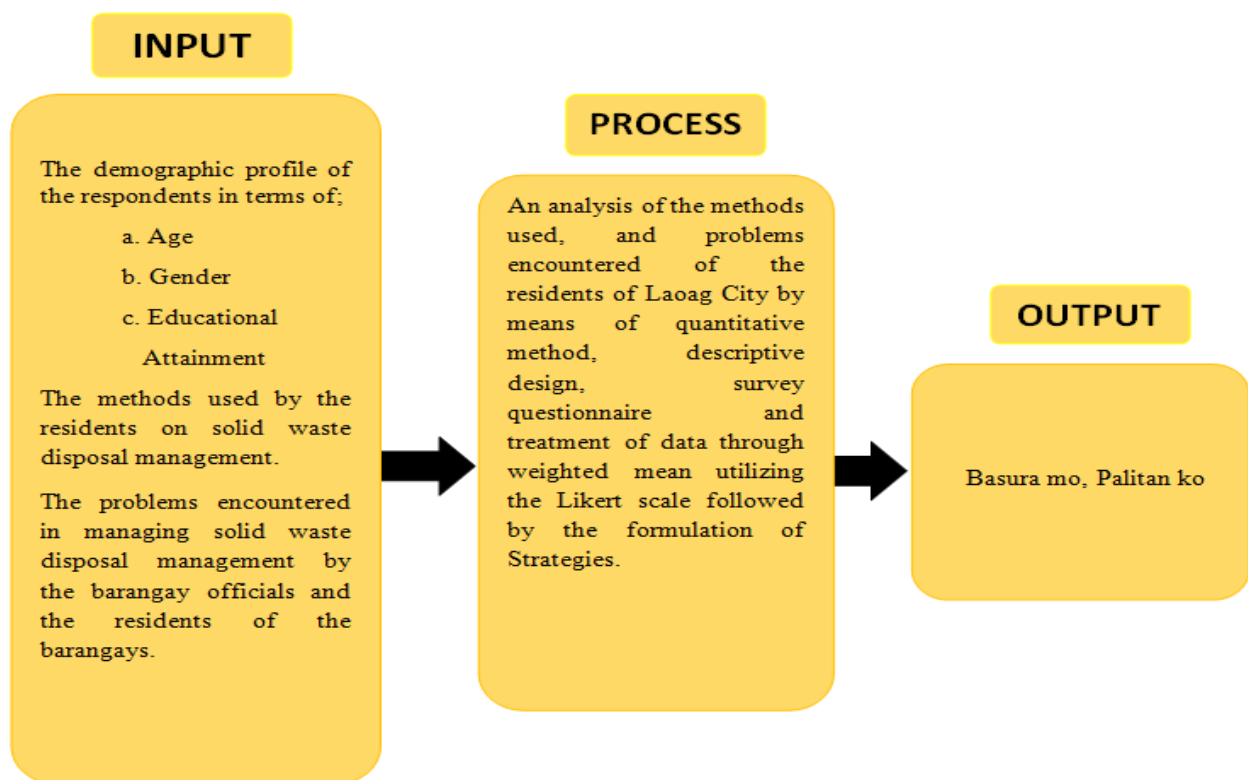 INPUT
The demographic profile of
the respondents in terms of;
a. Age
b. Gender
c. Educational
Attainment
The methods used by the
residents on solid waste
disposal management.
The problems encountered
in managing solid waste
disposal management by
the barangay officials and
the residents of the
barangays.
PROCESS
An analysis of the methods
used, and problems
encountered of the
residents of Laoag City by
means of quantitative
method, descriptive
design, survey
questionnaire and
treatment of data through
weighted mean utilizing
the Likert scale followed
by the formulation of
Strategies.
OUTPUT
Basura mo, Palitan ko